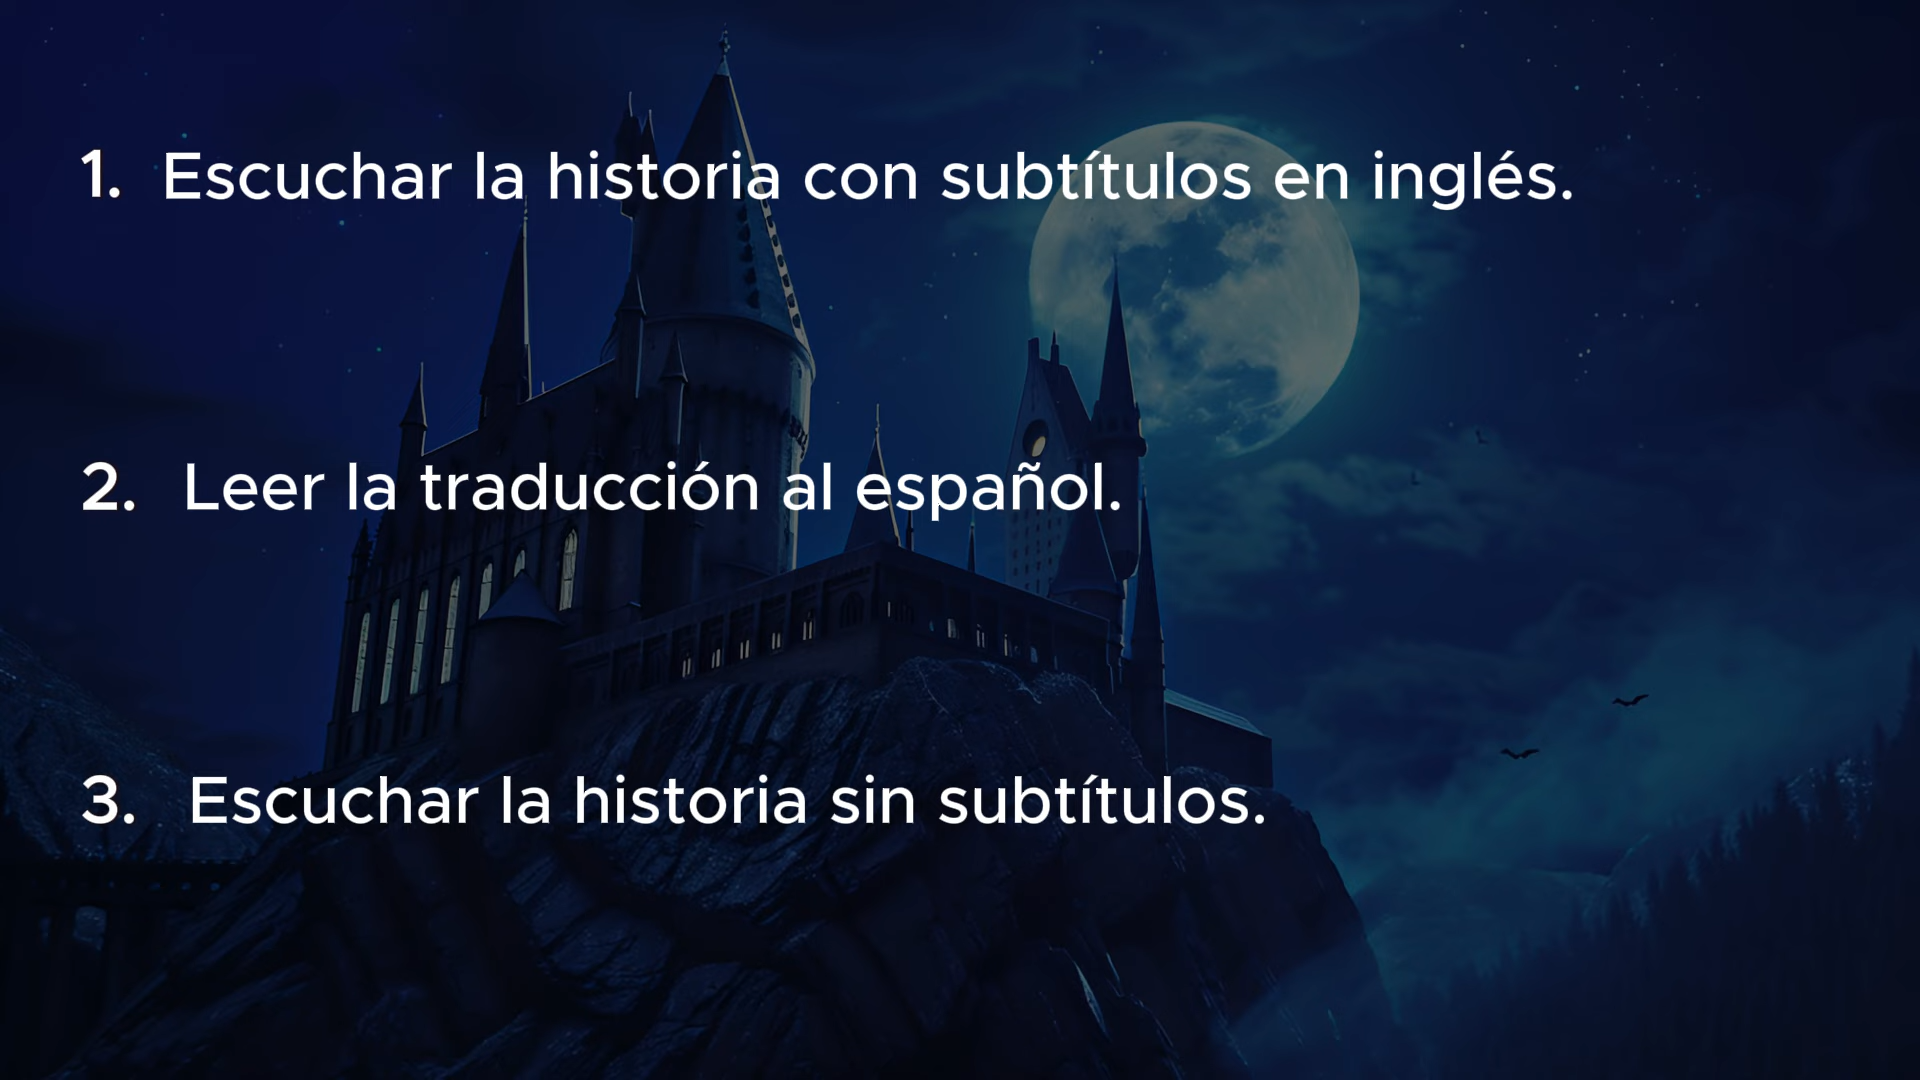 1. Escuchar la historia con subtítulos en inglés.
2. Leer la traducción al español.
3. Escuchar la historia sin subtítulos.